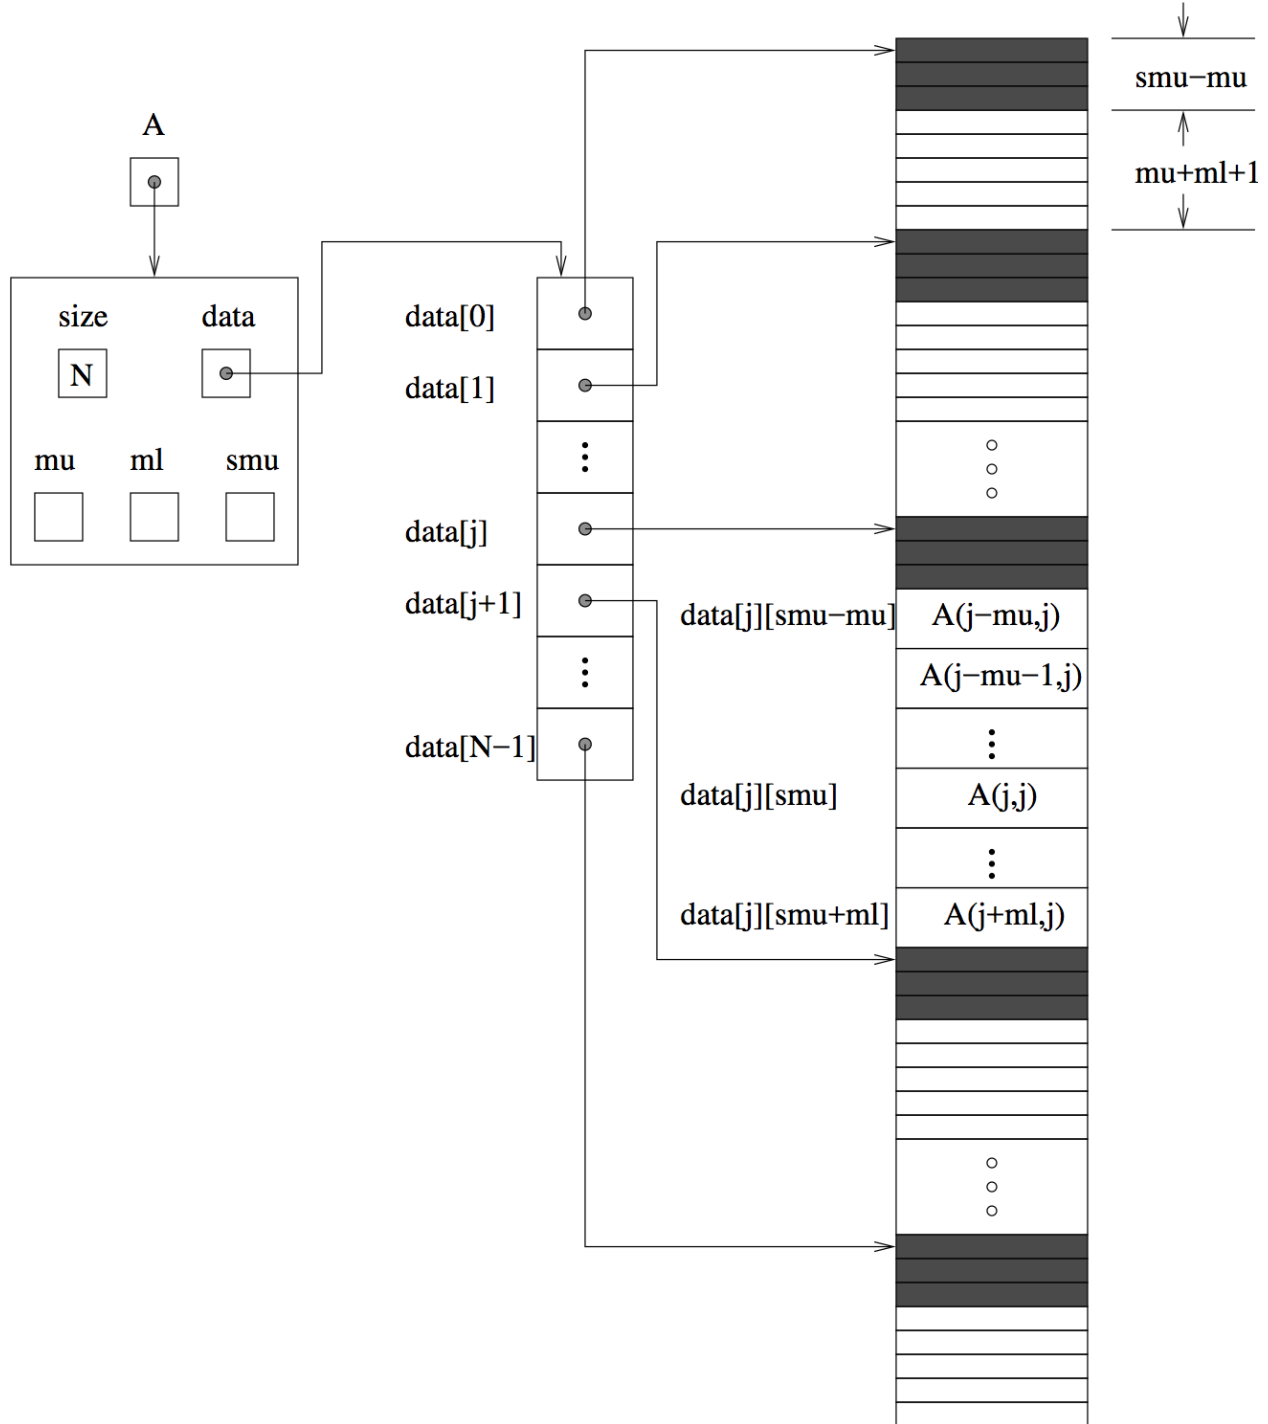 smu−mu
A
mu+ml+1
size data
N
data[0]
data[1]
mu ml smu
data[j]
data[j+1]
data[j][smu−mu] A(j−mu,j)
A(j−mu−1,j)
data[N−1]
data[j][smu] A(j,j)
data[j][smu+ml] A(j+ml,j)